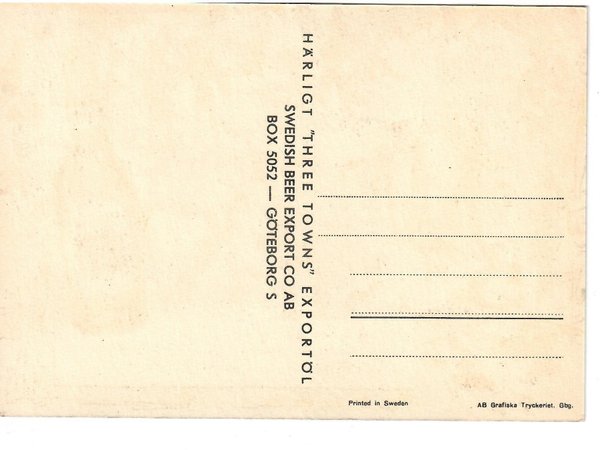 HÄRLIGT "THREE TOWNS" EXPORTÖL
SWEDISH BEER EXPORT CO AB
BOX 5052 — GÖTEBORG S
Printed in Sweden
AB Grafiska Tryckeriet. Gbg.